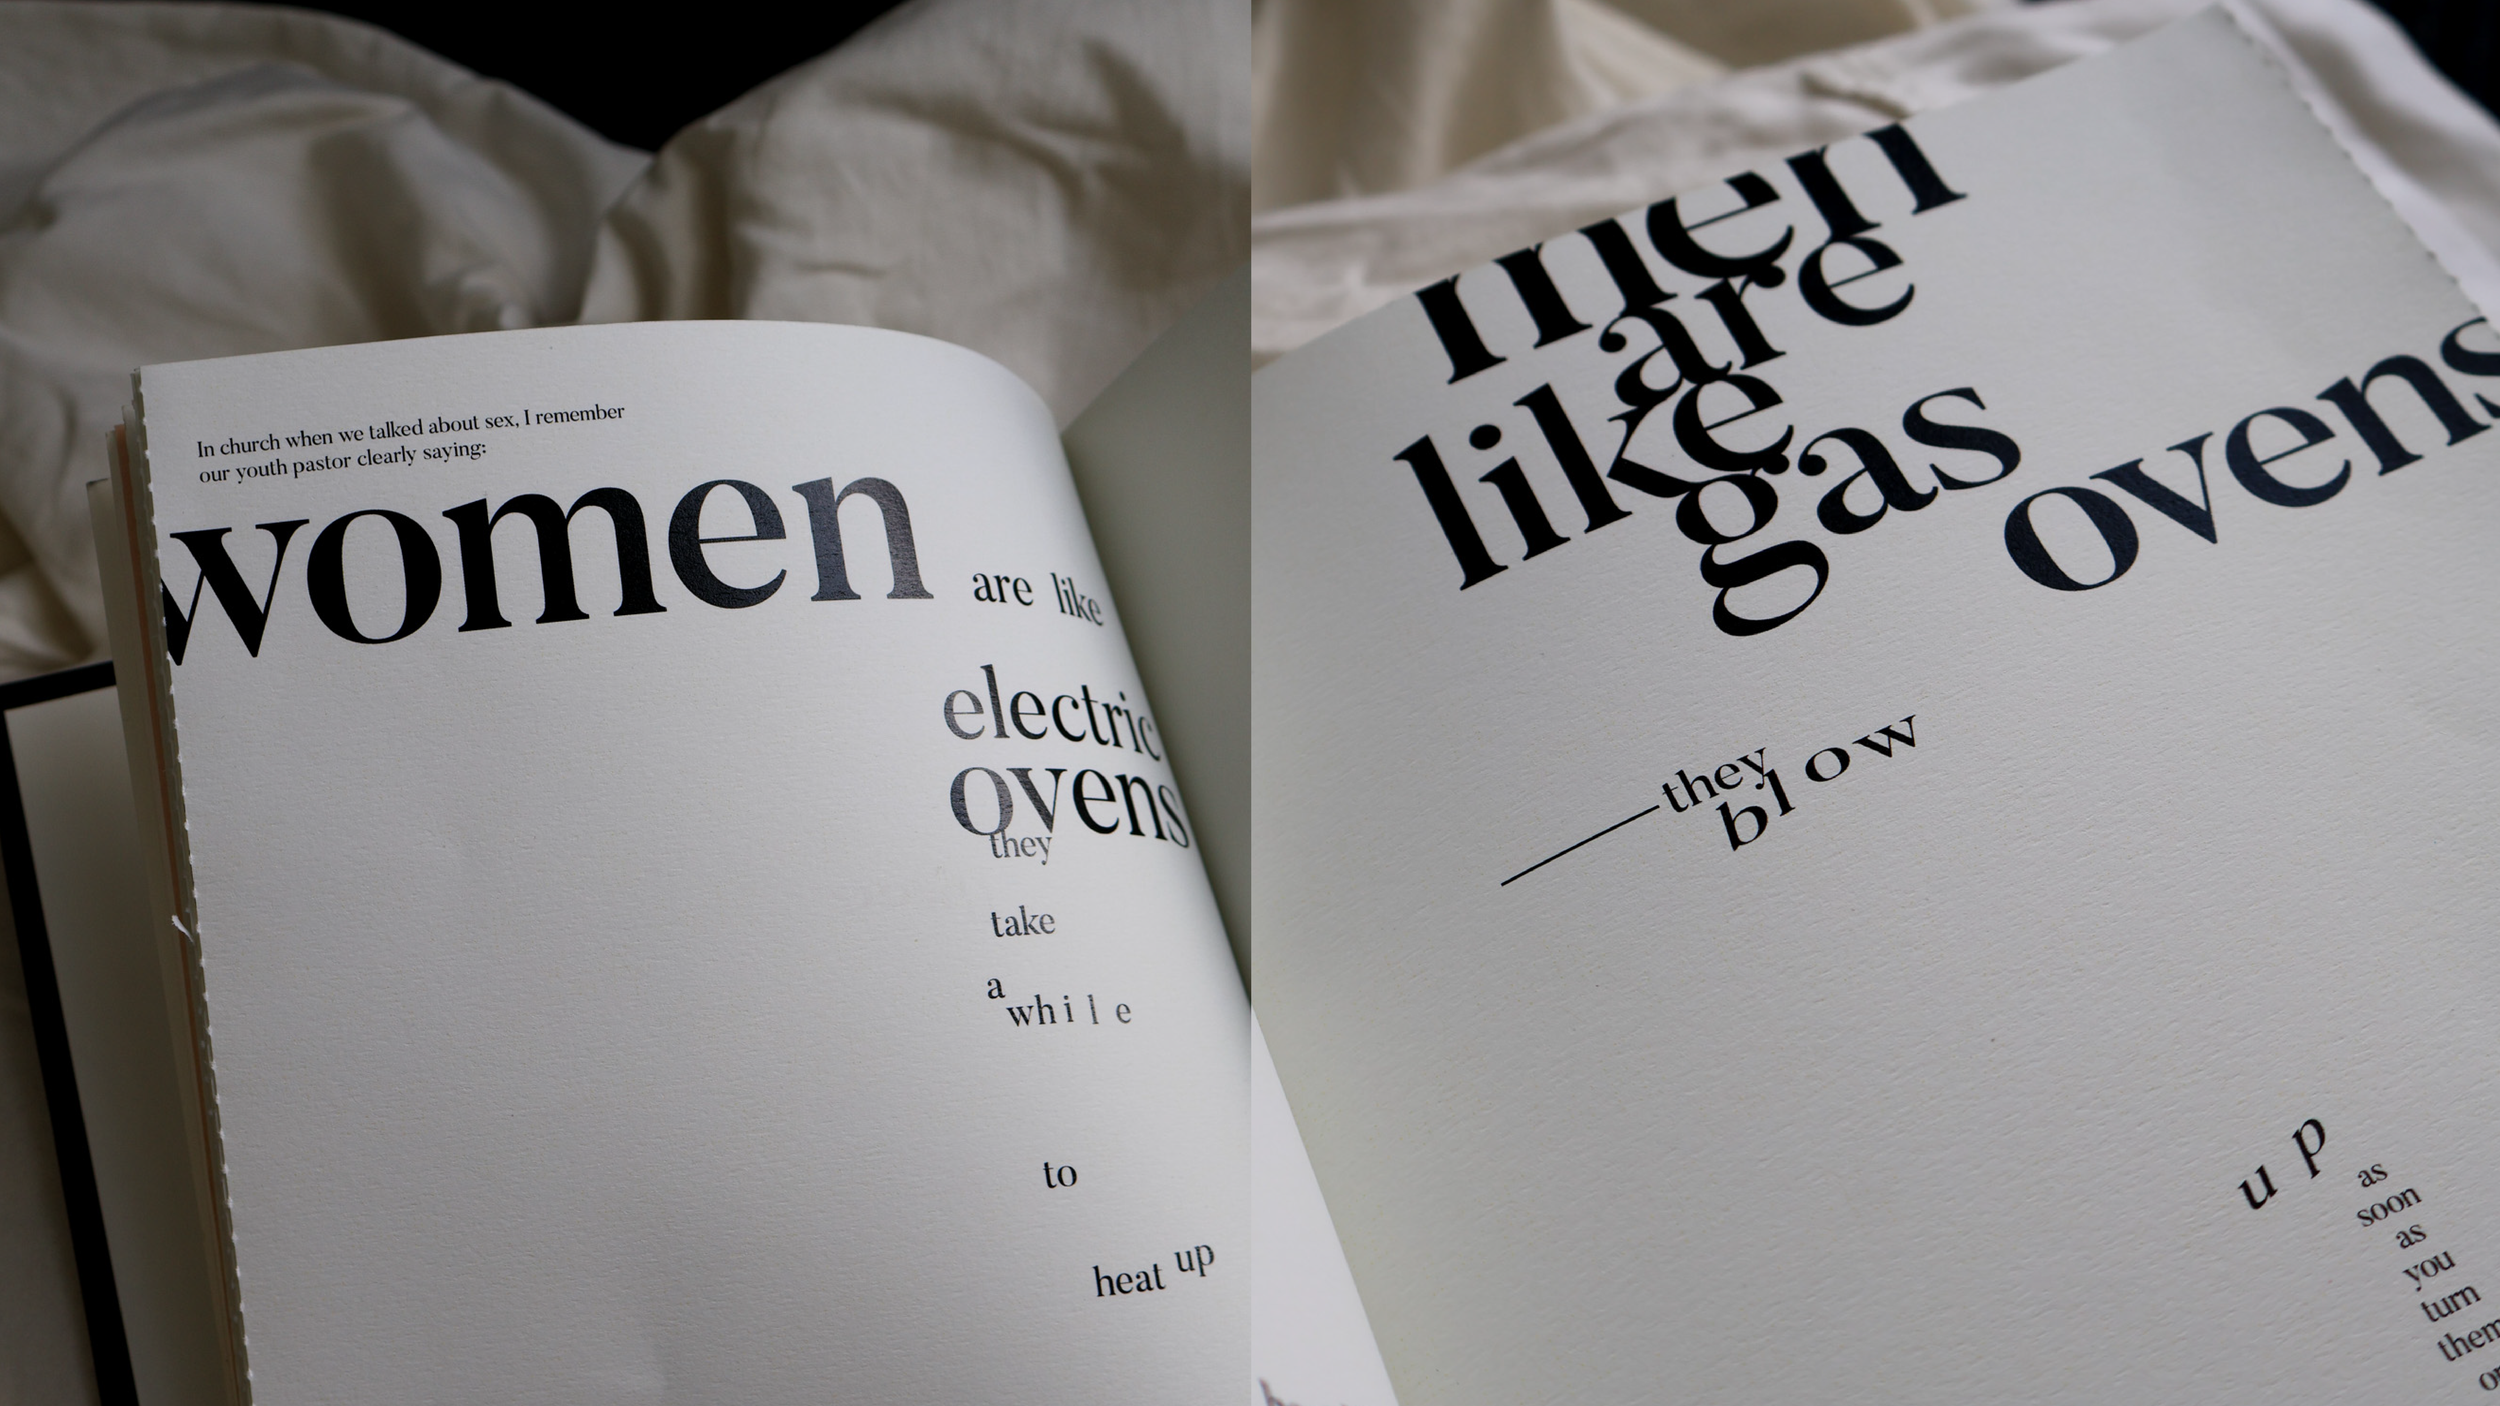 In church when we talked about sex, I remember
our youth pastor clearly saying:
women
are like
electric
ovens
they
take
a
while
to
heat up
men
are
like
gas
ovens
—they
blow
up
as
soon
as
you
turn
them